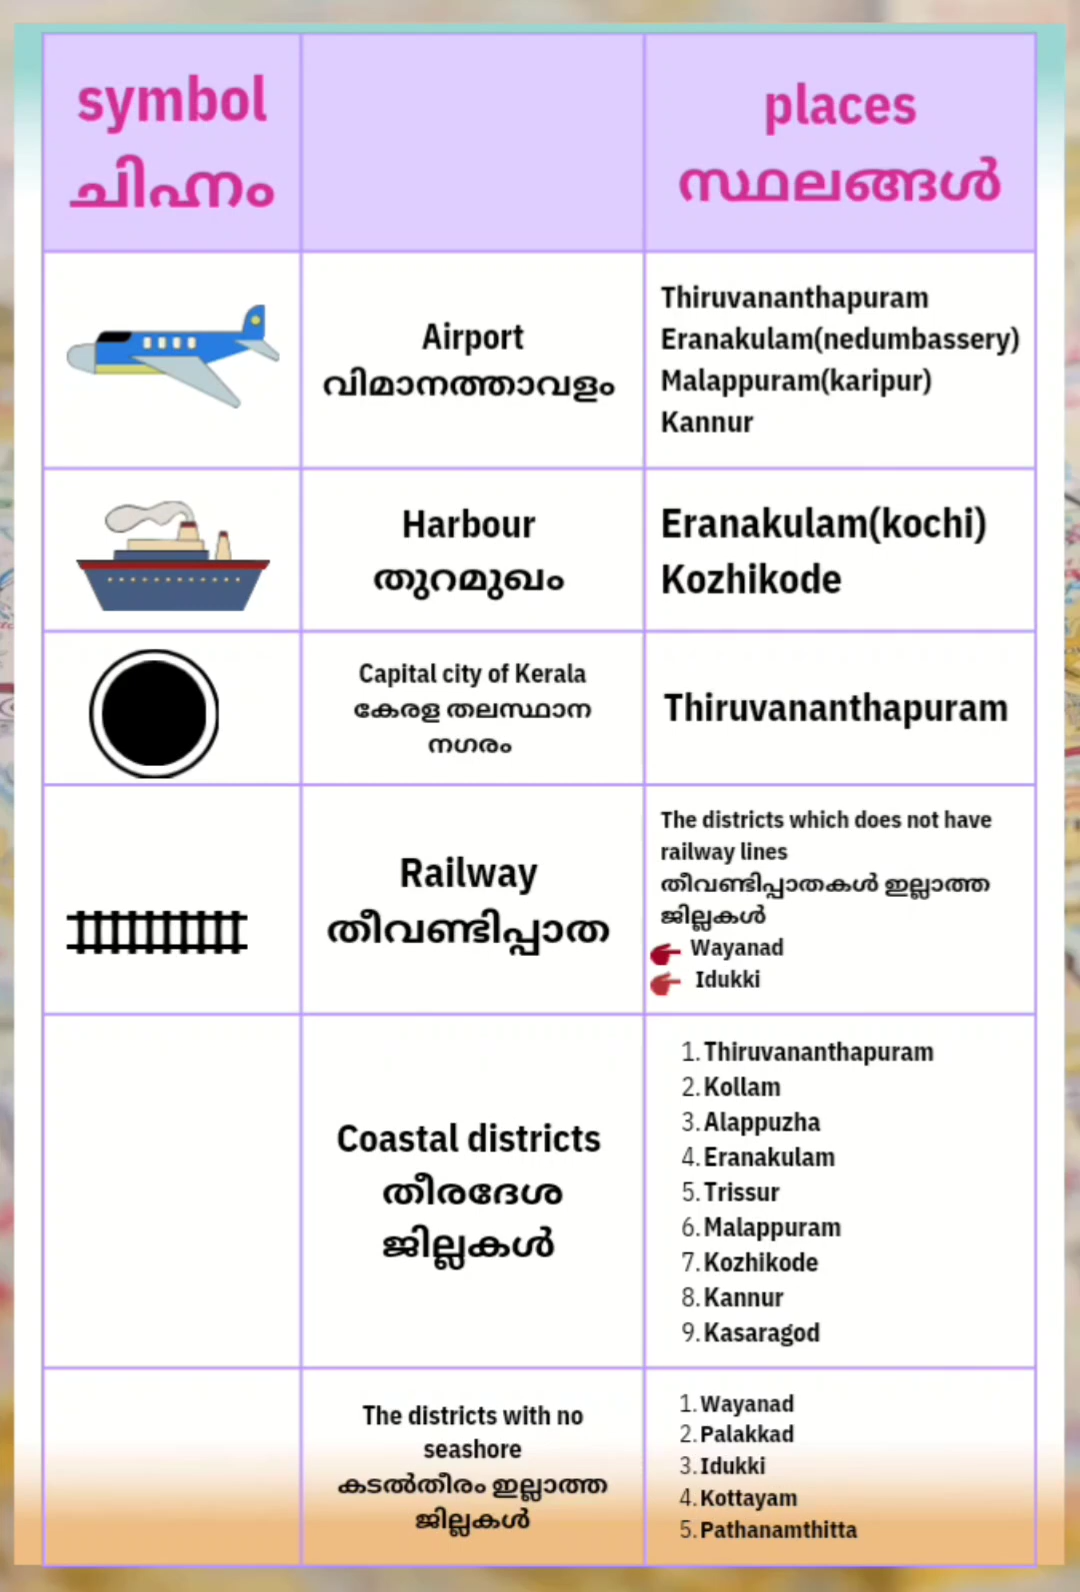 symbol
ചിഹ്നം
places
സ്ഥലങ്ങൾ
Airport
വിമാനത്താവളം
Thiruvananthapuram
Eranakulam(nedumbassery)
Malappuram(karipur)
Kannur
Harbour
തുറമുഖം
Eranakulam(kochi)
Kozhikode
Capital city of Kerala
കേരള തലസ്ഥാന
നഗരം
Thiruvananthapuram
Railway
തീവണ്ടിപ്പാത
The districts which does not have
railway lines
തീവണ്ടിപ്പാതകൾ ഇല്ലാത്ത
ജില്ലകൾ
Wayanad
Idukki
Coastal districts
തീരദേശ
ജില്ലകൾ
1. Thiruvananthapuram
2. Kollam
3. Alappuzha
4. Eranakulam
5. Trissur
6. Malappuram
7. Kozhikode
8. Kannur
9. Kasaragod
The districts with no
seashore
കടൽതീരം ഇല്ലാത്ത
ജില്ലകൾ
1. Wayanad
2. Palakkad
3. Idukki
4. Kottayam
5. Pathanamthitta